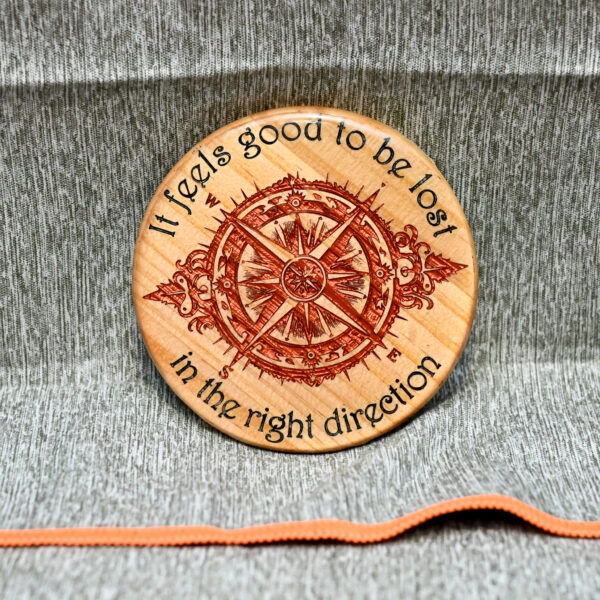 It feels good to be lost
in the right direction
W
S
E